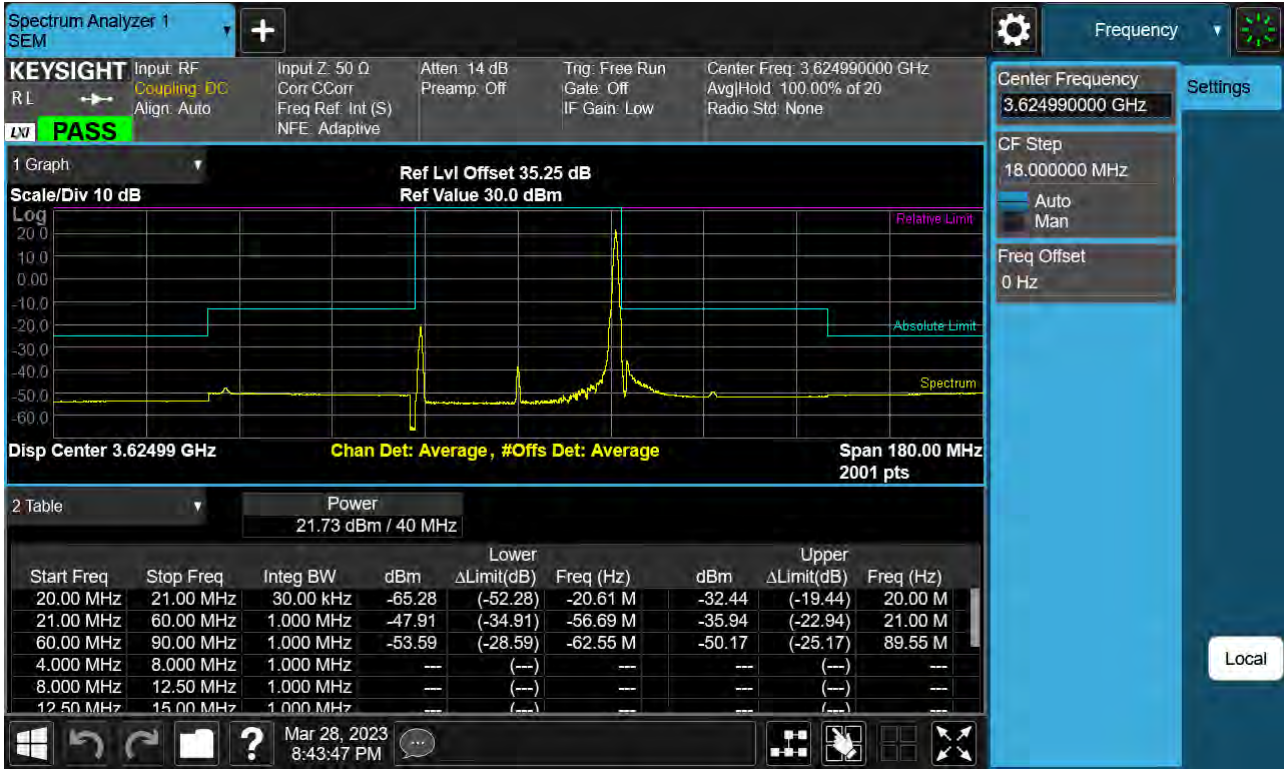 Spectrum Analyzer 1
SEM
Frequency
KEYSIGHT
R L
LXI
PASS
Input: RF
Coupling: DC
Align: Auto
Input Z: 50 Ω
Corr CCorr
Freq Ref: Int (S)
NFE: Adaptive
Atten: 14 dB
Preamp: Off
Trig: Free Run
Gate: Off
IF Gain: Low
Center Freq: 3.624990000 GHz
Avg|Hold: 100.00% of 20
Radio Std: None
Center Frequency
3.624990000 GHz
Settings
CF Step
18.000000 MHz
Auto
Man
Freq Offset
0 Hz
1 Graph
Scale/Div 10 dB
Ref Lvl Offset 35.25 dB
Ref Value 30.0 dBm
Log
20.0
10.0
0.00
-10.0
-20.0
-30.0
-40.0
-50.0
-60.0
Relative Limit
Absolute Limit
Spectrum
Disp Center 3.62499 GHz
Chan Det: Average, #Offs Det: Average
Span 180.00 MHz
2001 pts
2 Table
Power
21.73 dBm / 40 MHz
Lower Upper
Start Freq Stop Freq Integ BW dBm ΔLimit(dB) Freq (Hz) dBm ΔLimit(dB) Freq (Hz)
20.00 MHz 21.00 MHz 30.00 kHz -65.28 (-52.28) -20.61 M -32.44 (-19.44) 20.00 M
21.00 MHz 60.00 MHz 1.000 MHz -47.91 (-34.91) -56.69 M -35.94 (-22.94) 21.00 M
60.00 MHz 90.00 MHz 1.000 MHz -53.59 (-28.59) -62.55 M -50.17 (-25.17) 89.55 M
4.000 MHz 8.000 MHz 1.000 MHz --- (---) --- --- (---) ---
8.000 MHz 12.50 MHz 1.000 MHz --- (---) --- --- (---) ---
12.50 MHz 15.00 MHz 1.000 MHz --- (---) --- --- (---) ---
Local
?
Mar 28, 2023
8:43:47 PM